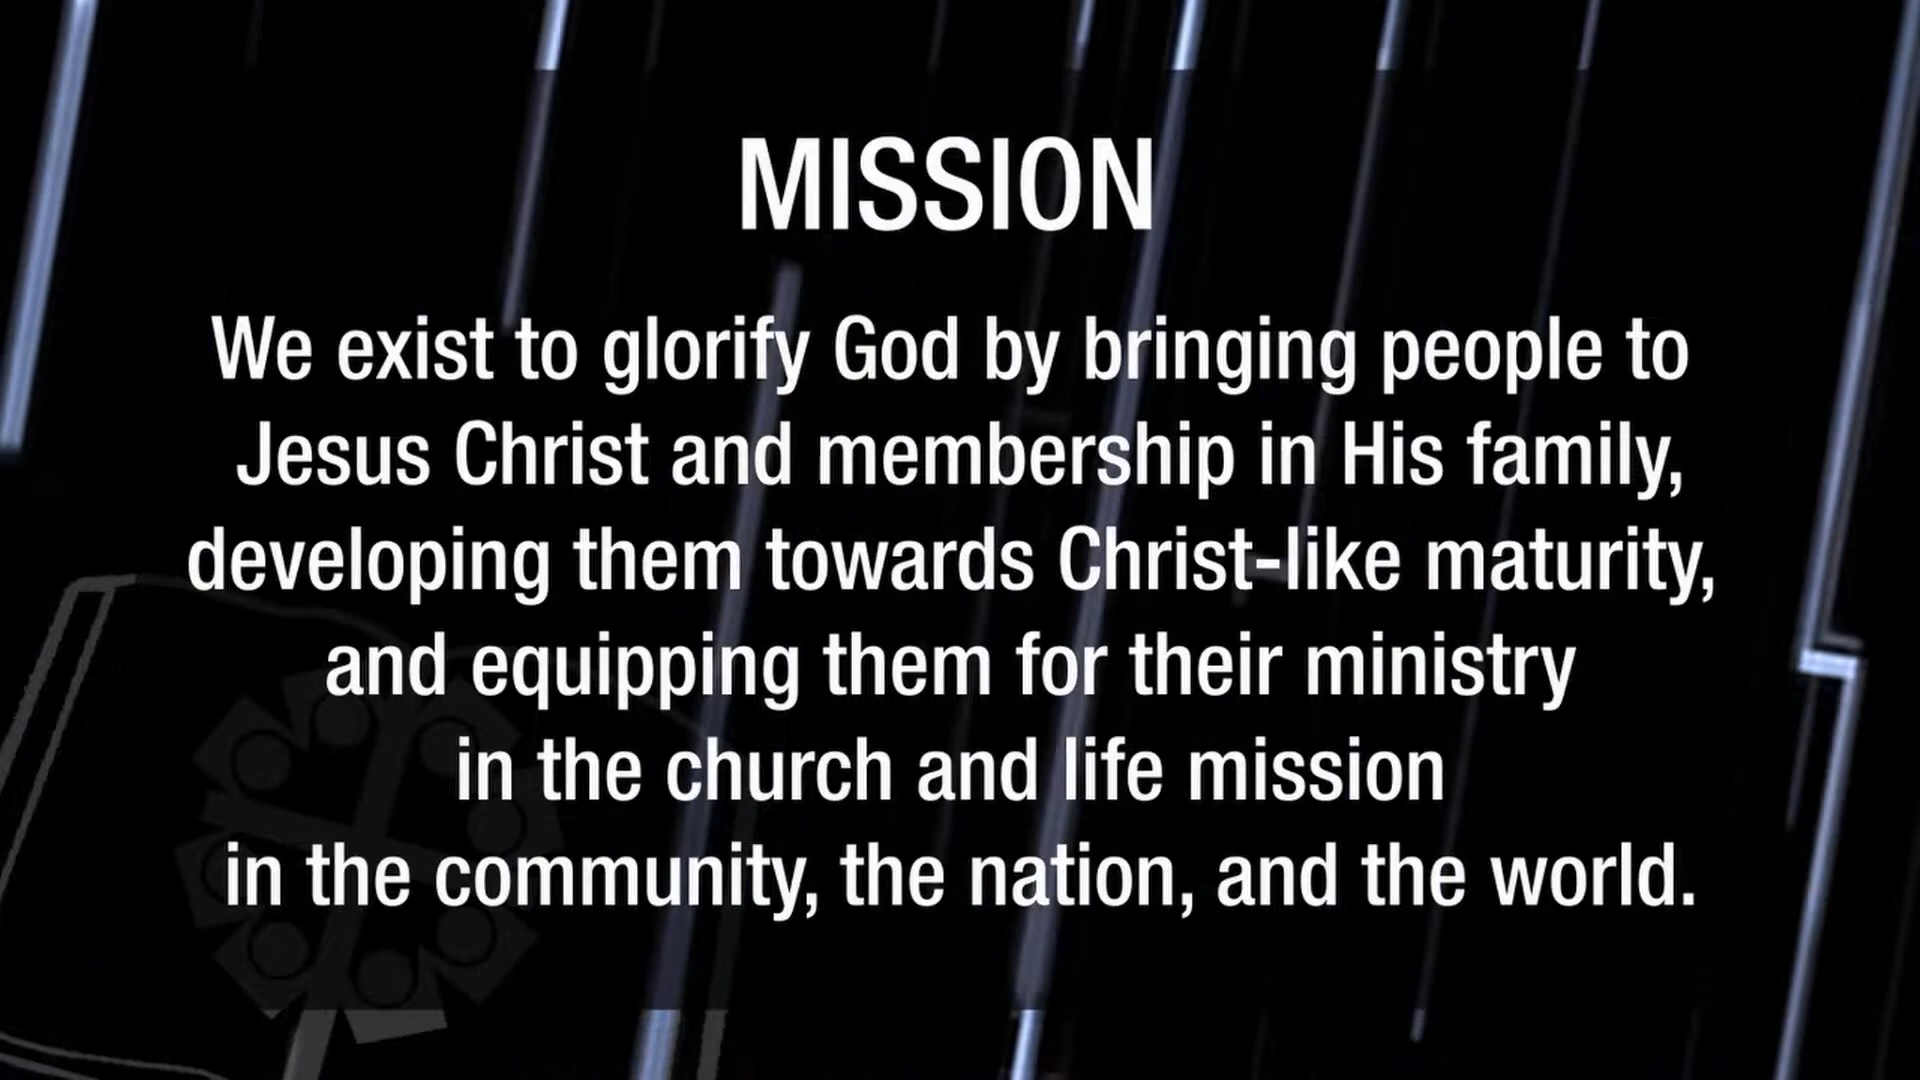 MISSION
We exist to glorify God by bringing people to
Jesus Christ and membership in His family,
developing them towards Christ-like maturity,
and equipping them for their ministry
in the church and life mission
in the community, the nation, and the world.